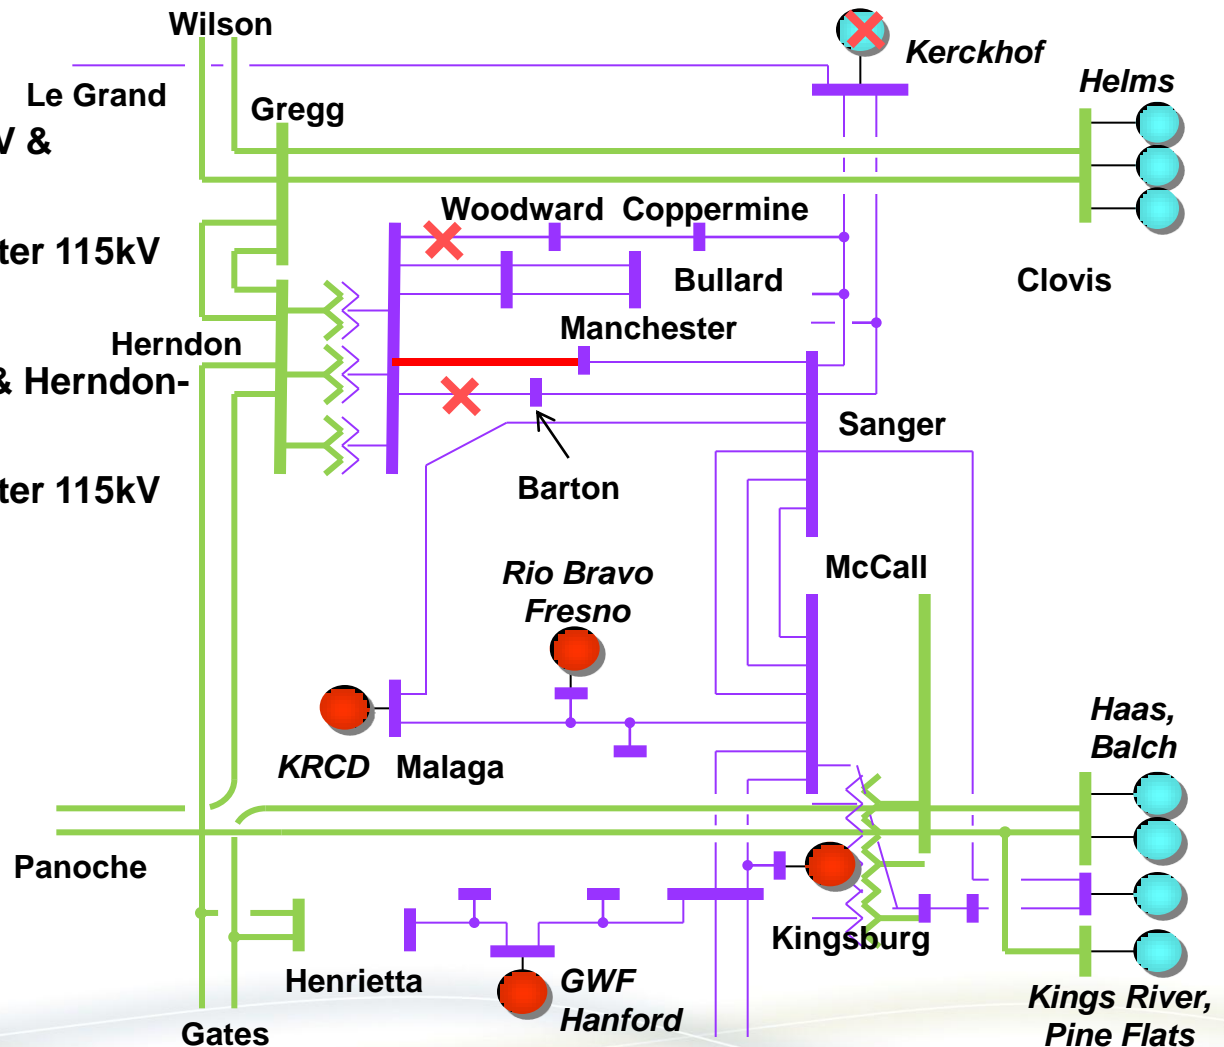 Wilson
Kerckhof
Helms
Le Grand
Gregg
V &
Woodward Coppermine
ter 115kV
Bullard
Clovis
Manchester
Herndon
& Herndon-
Sanger
ter 115kV
Barton
McCall
Rio Bravo
Fresno
Haas,
Balch
KRCD
Malaga
Panoche
Kingsburg
Henrietta
GWF
Hanford
Kings River,
Pine Flats
Gates